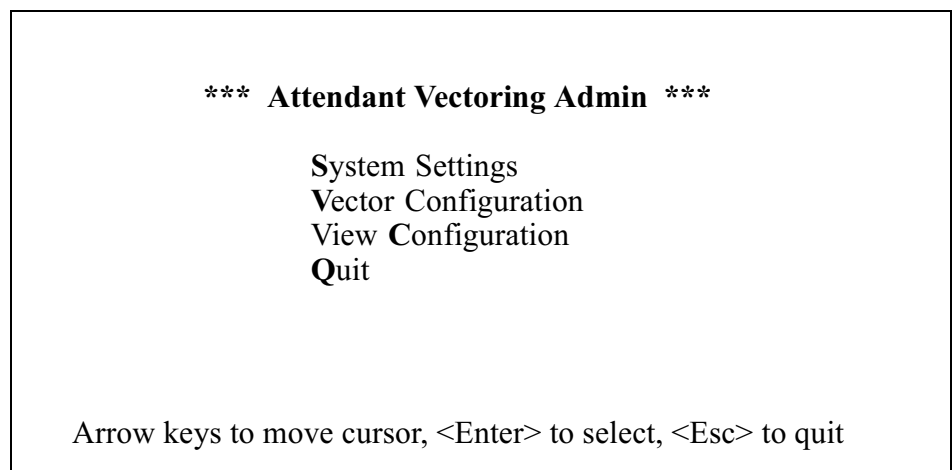 *** Attendant Vectoring Admin ***
System Settings
Vector Configuration
View Configuration
Quit
Arrow keys to move cursor, <Enter> to select, <Esc> to quit